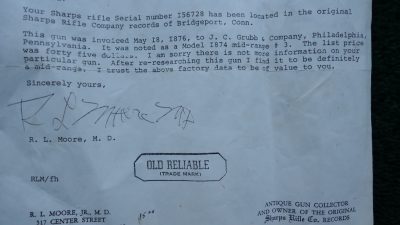 Your Sharps rifle Serial number I56728 has been located in the original
Sharps Rifle Company records of Bridgeport, Conn.
This gun was invoiced May I8, I876, to J. C. Grubb & Company, Philadelphia,
Pennsylvania. It was noted as a Model I874 mid-range # 3. The list price
was forty five dollars. I am sorry there is not more information on your
particular gun. After re-researching this gun I find it to be definitely
a mid-range. I trust the above factory data to be of value to you.
Sincerely yours,
R. L. Moore, M. D.
OLD RELIABLE
(TRADE MARK)
RLM/fh
R. L. MOORE, JR., M. D.
317 CENTER STREET
ANTIQUE GUN COLLECTOR
AND OWNER OF THE ORIGINAL
Sharps Rifle Co. RECORDS